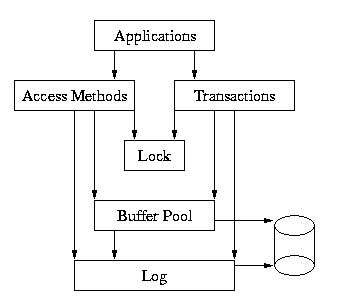 Applications
Access Methods
Transactions
Lock
Buffer Pool
Log